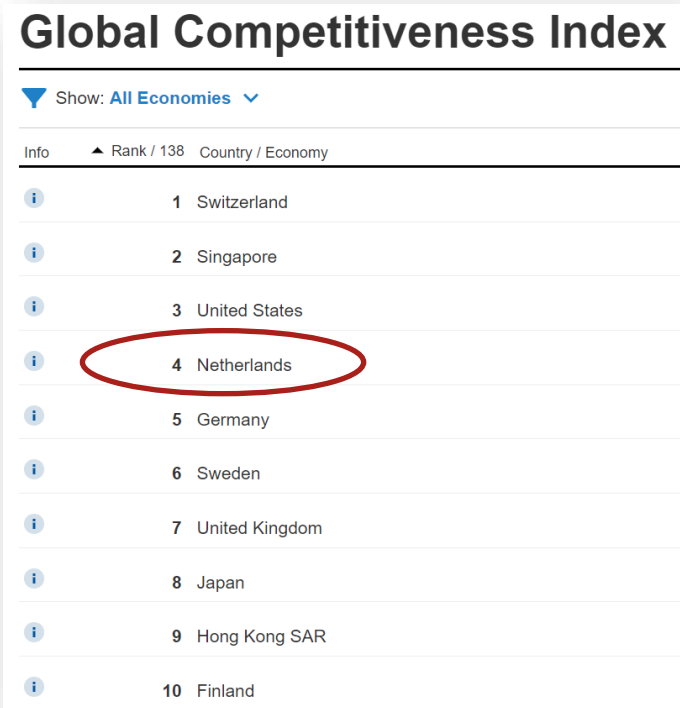 Global Competitiveness Index
Show: All Economies
Info Rank / 138 Country / Economy
i 1 Switzerland
i 2 Singapore
i 3 United States
i 4 Netherlands
i 5 Germany
i 6 Sweden
i 7 United Kingdom
i 8 Japan
i 9 Hong Kong SAR
i 10 Finland